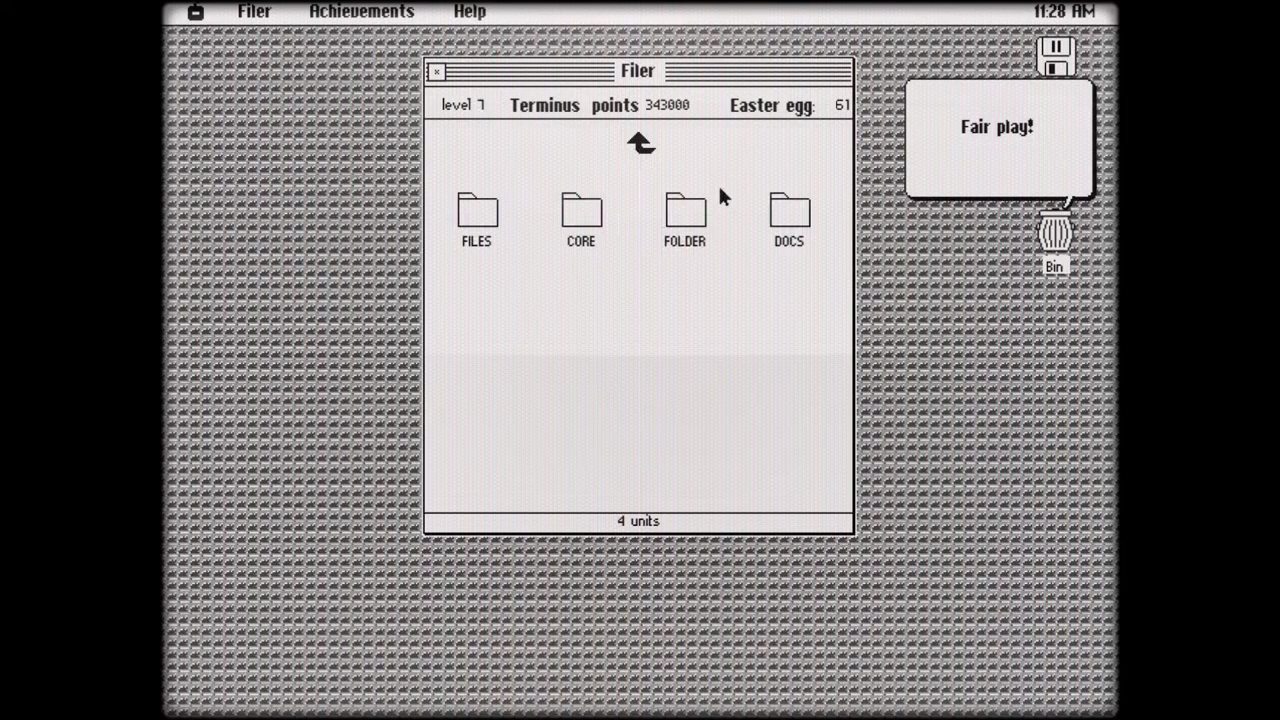 Filer Achievements Help 11:28 AM
Filer
level 7 Terminus points 343000 Easter egg: 61
Fair play!
FILES CORE FOLDER DOCS
Bin
4 units